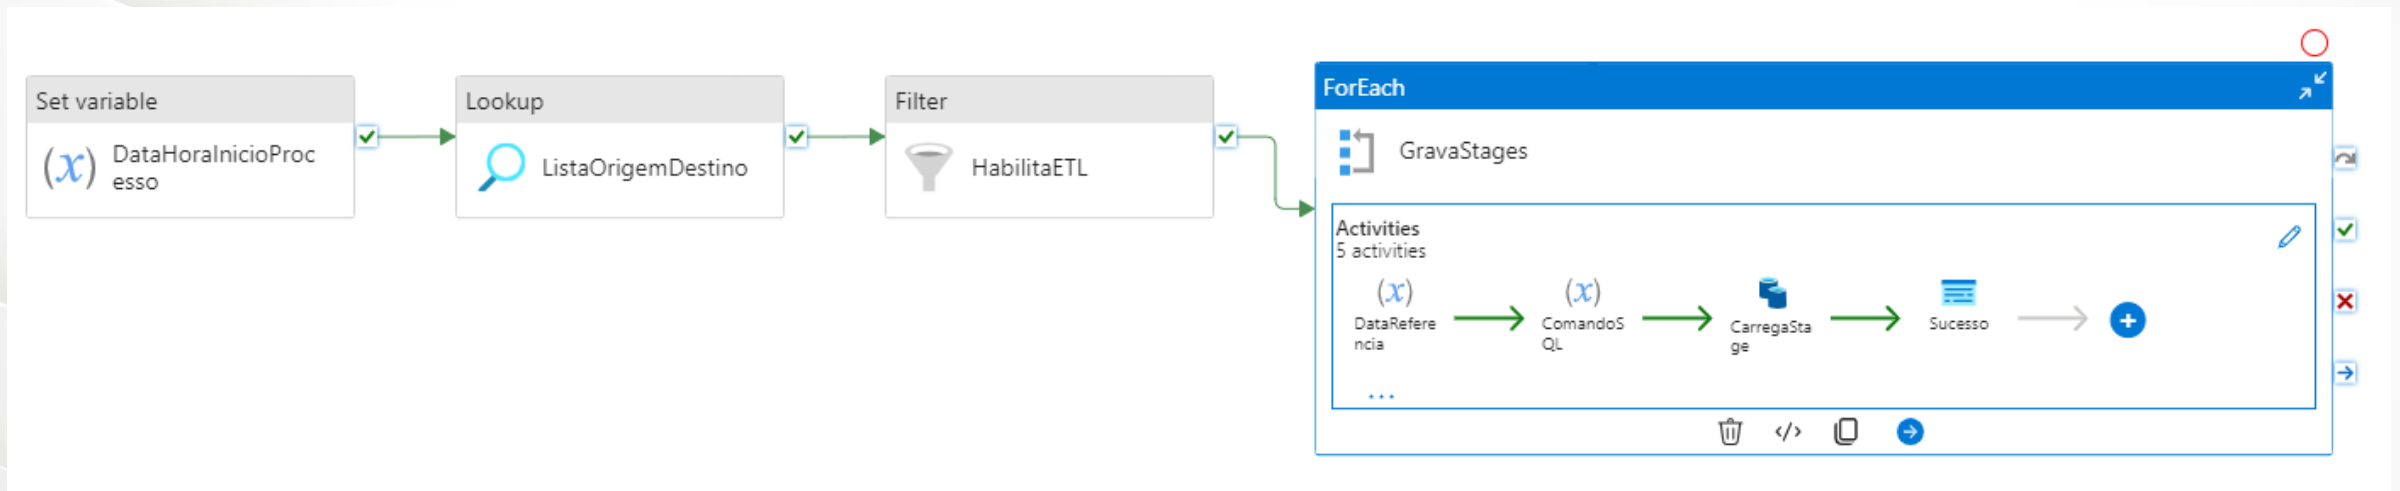 Set variable
(x)
DataHoraInicioProc
esso
Lookup
ListaOrigemDestino
Filter
HabilitaETL
ForEach
GravaStages
Activities
5 activities
(x)
DataRefere
ncia
(x)
ComandoS
QL
CarregaSta
ge
Sucesso
...